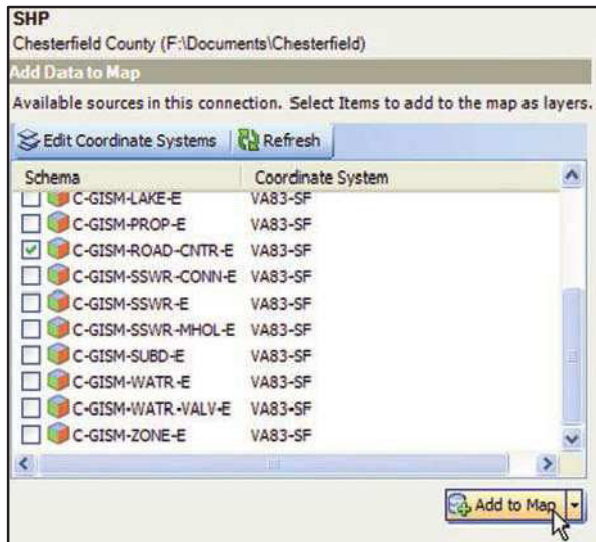 SHP
Chesterfield County (F:\Documents\Chesterfield)
Add Data to Map
Available sources in this connection. Select Items to add to the map as layers.
Edit Coordinate Systems Refresh
Schema Coordinate System
C-GISM-LAKE-E VA83-SF
C-GISM-PROP-E VA83-SF
C-GISM-ROAD-CNTR-E VA83-SF
C-GISM-SSWR-CONN-E VA83-SF
C-GISM-SSWR-E VA83-SF
C-GISM-SSWR-MHOL-E VA83-SF
C-GISM-SUBD-E VA83-SF
C-GISM-WATR-E VA83-SF
C-GISM-WATR-VALV-E VA83-SF
C-GISM-ZONE-E VA83-SF
Add to Map